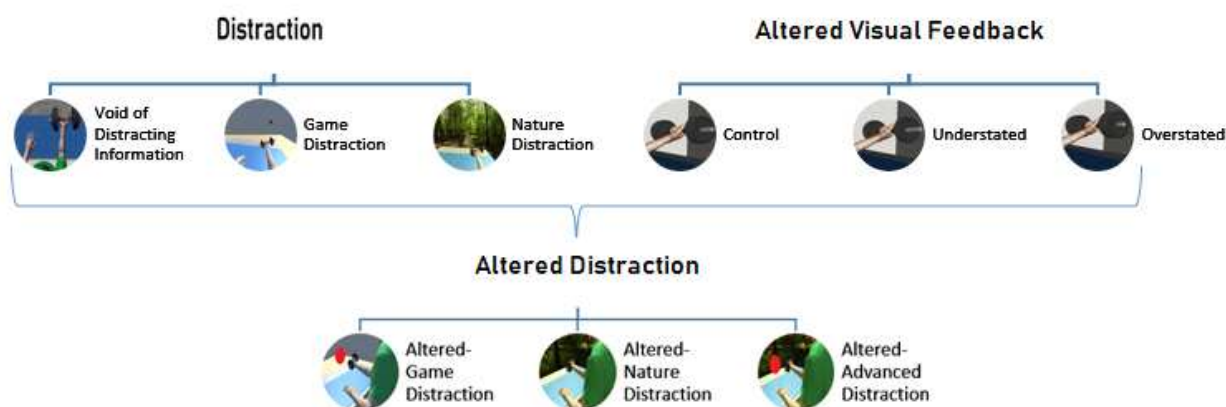 Distraction
Altered Visual Feedback
Void of
Distracting
Information
Game
Distraction
Nature
Distraction
Control
Understated
Overstated
Altered Distraction
Altered-
Game
Distraction
Altered-
Nature
Distraction
Altered-
Advanced
Distraction